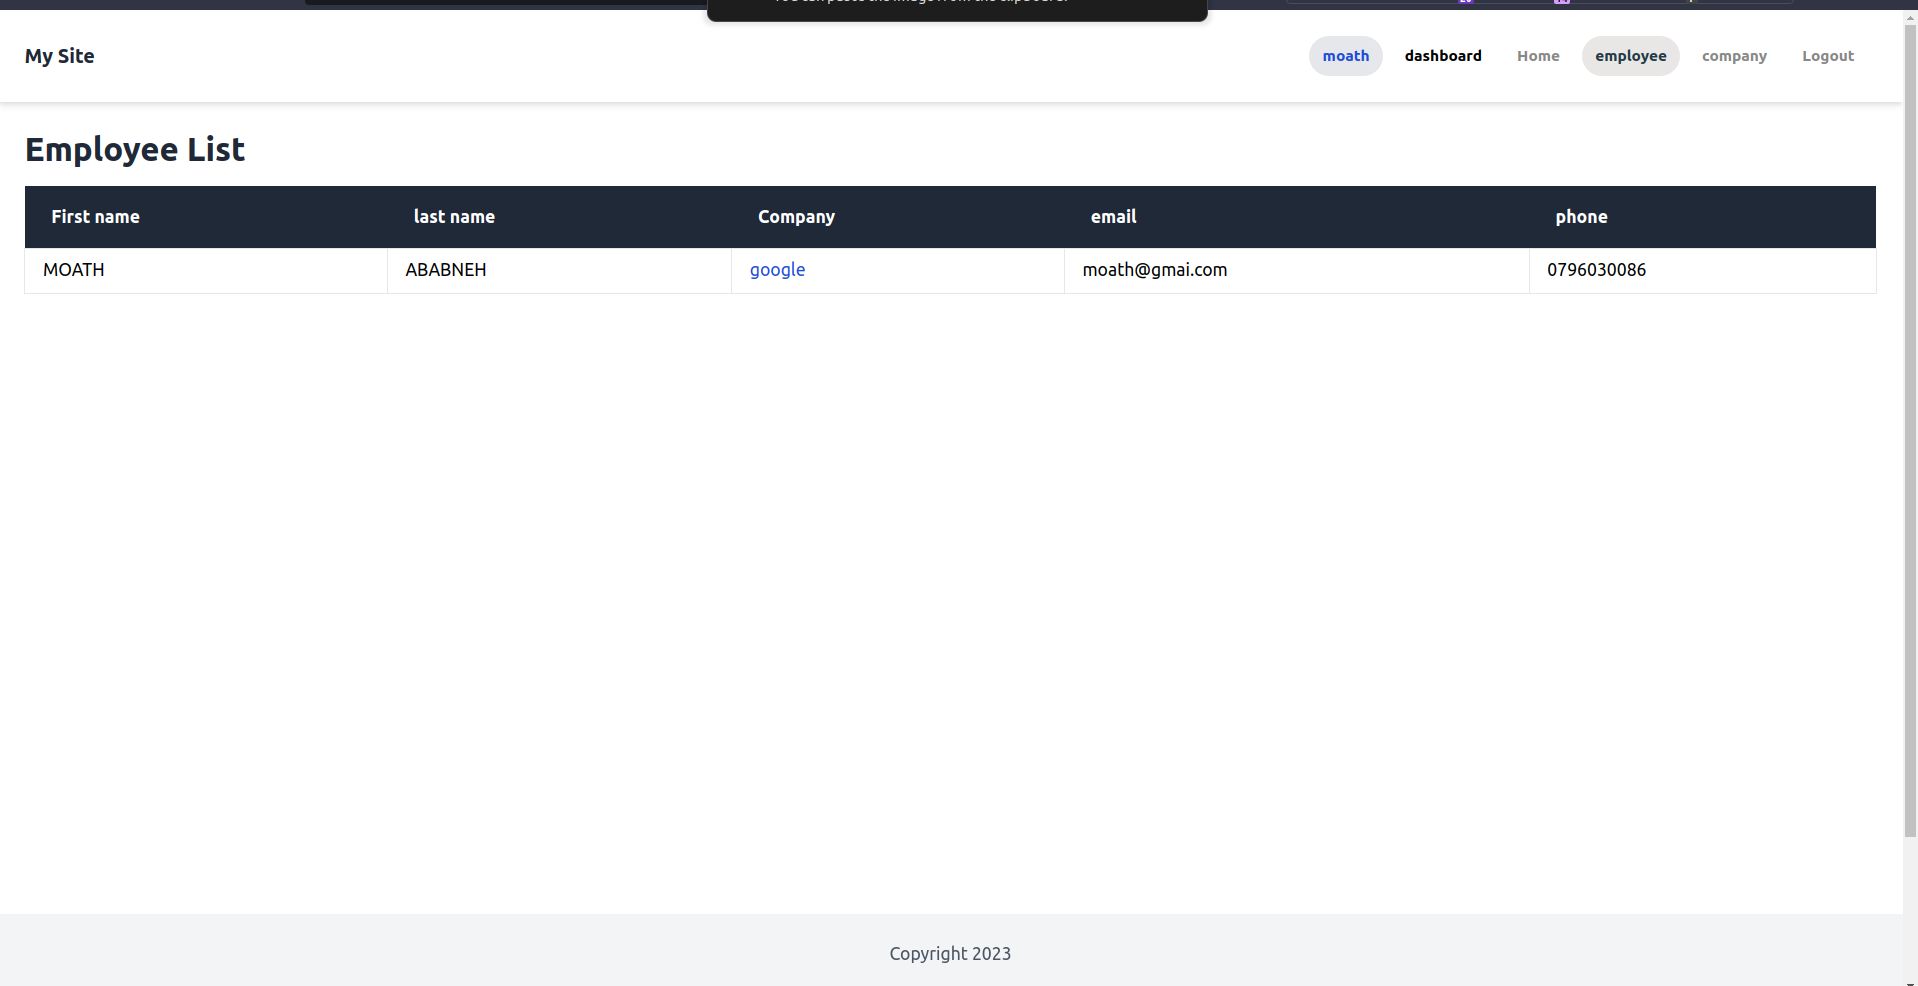 My Site
moath dashboard Home employee company Logout
Employee List
First name last name Company email phone
MOATH ABABNEH google moath@gmai.com 0796030086
Copyright 2023